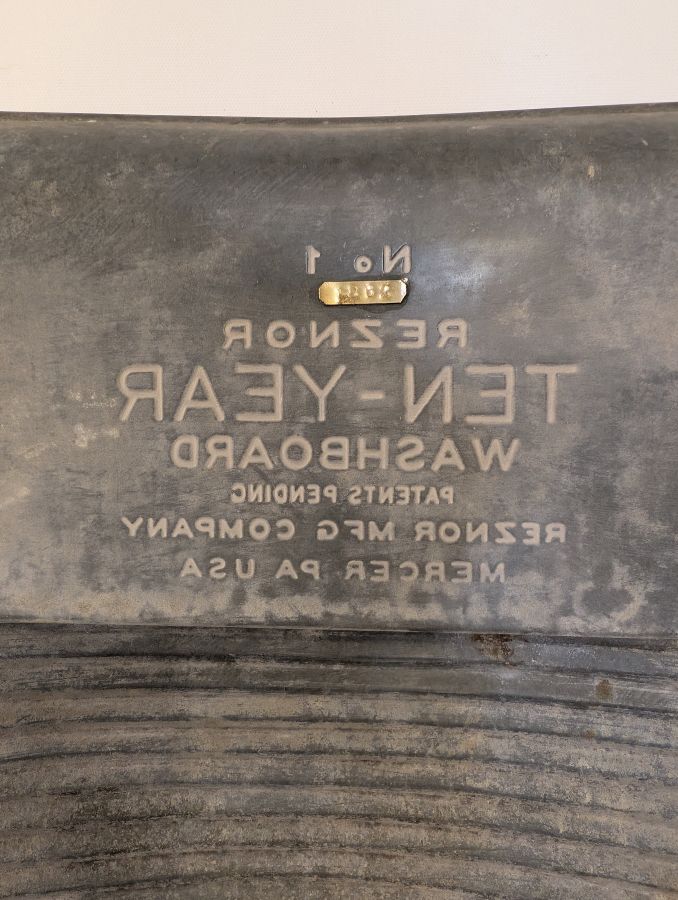 No 1
REZNOR
TEN-YEAR
WASHBOARD
PATENTS PENDING
REZNOR MFG COMPANY
MERCER PA USA